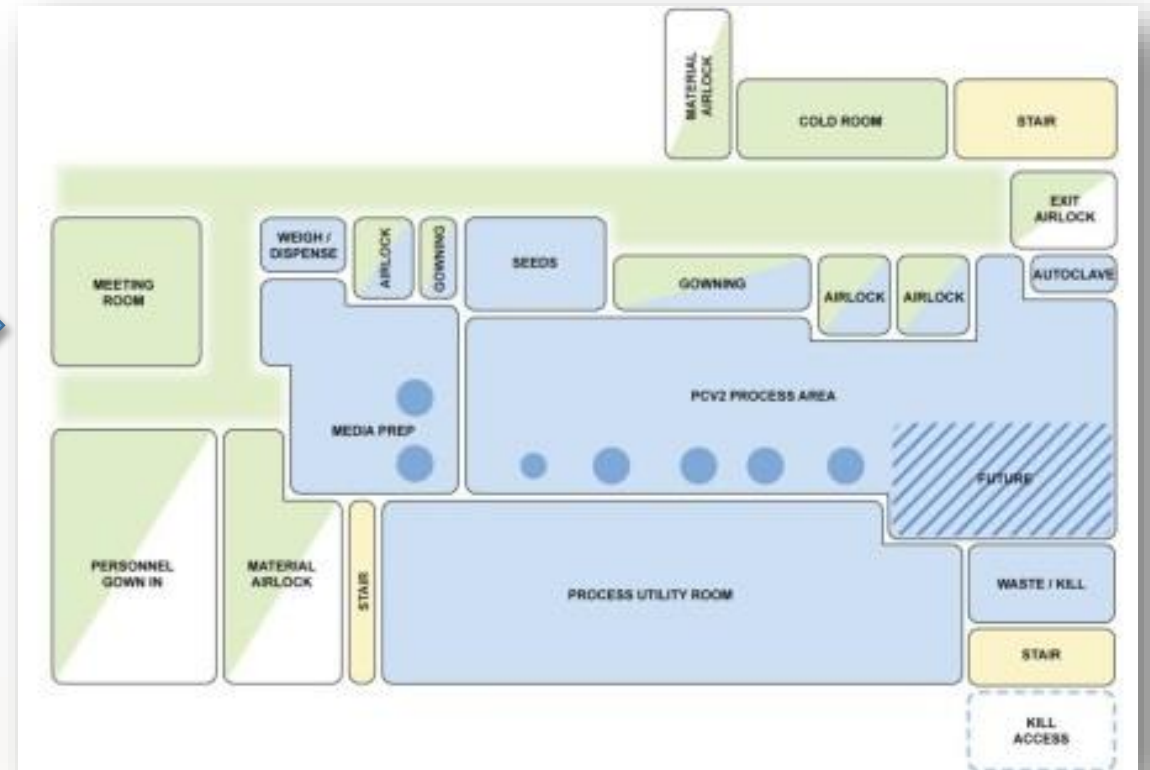 MATERIAL
AIRLOCK
COLD ROOM
STAIR
EXIT
AIRLOCK
MEETING
ROOM
WEIGH /
DISPENSE
AIRLOCK
GOWNING
SEEDS
GOWNING
AIRLOCK
AIRLOCK
AUTOCLAVE
MEDIA PREP
PCV2 PROCESS AREA
FUTURE
PERSONNEL
GOWN IN
MATERIAL
AIRLOCK
STAIR
PROCESS UTILITY ROOM
WASTE / KILL
STAIR
KILL
ACCESS